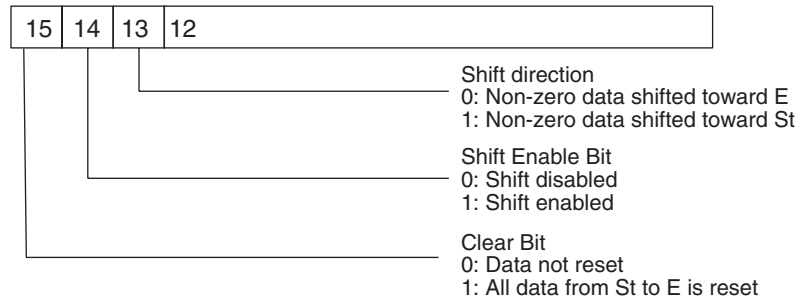 15 14 13 12
Shift direction
0: Non-zero data shifted toward E
1: Non-zero data shifted toward St
Shift Enable Bit
0: Shift disabled
1: Shift enabled
Clear Bit
0: Data not reset
1: All data from St to E is reset